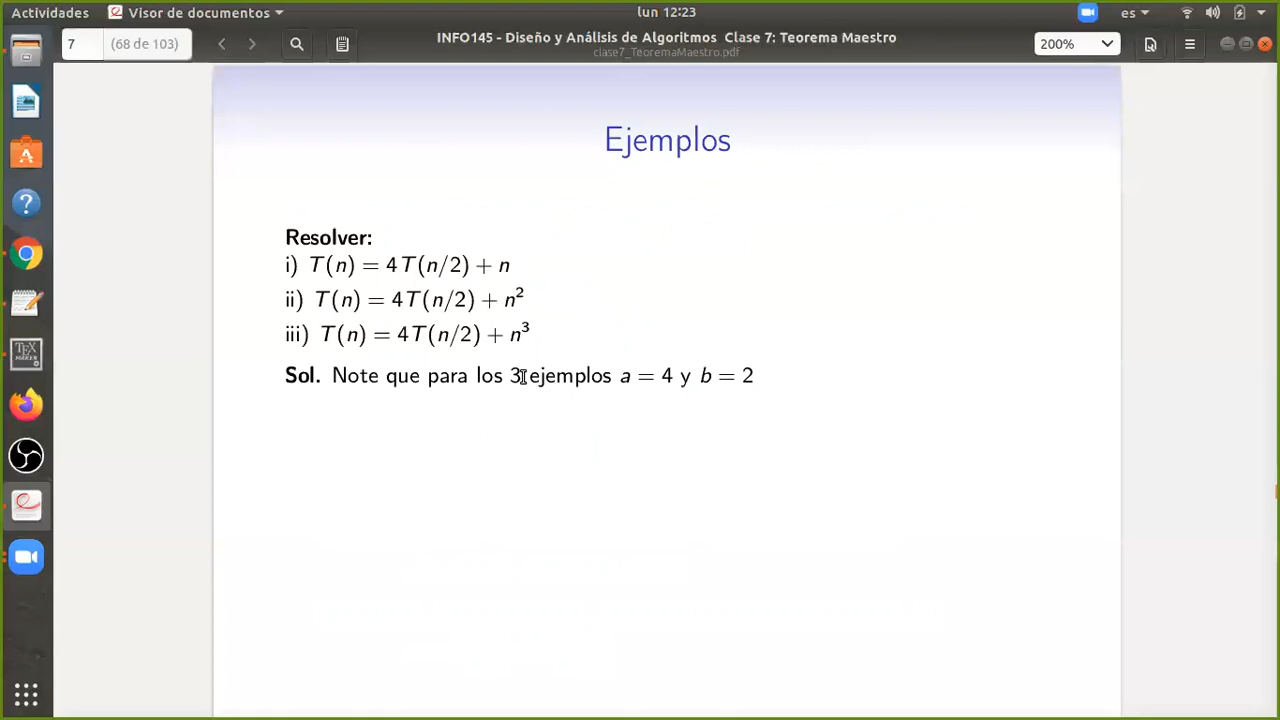 Actividades Visor de documentos lun 12:23 es
7 (68 de 103) INFO145 - Diseño y Análisis de Algoritmos Clase 7: Teorema Maestro 200%
clase7_TeoremaMaestro.pdf
Ejemplos
Resolver:
i) T(n) = 4T(n/2) + n
ii) T(n) = 4T(n/2) + n²
iii) T(n) = 4T(n/2) + n³
Sol. Note que para los 3 ejemplos a = 4 y b = 2